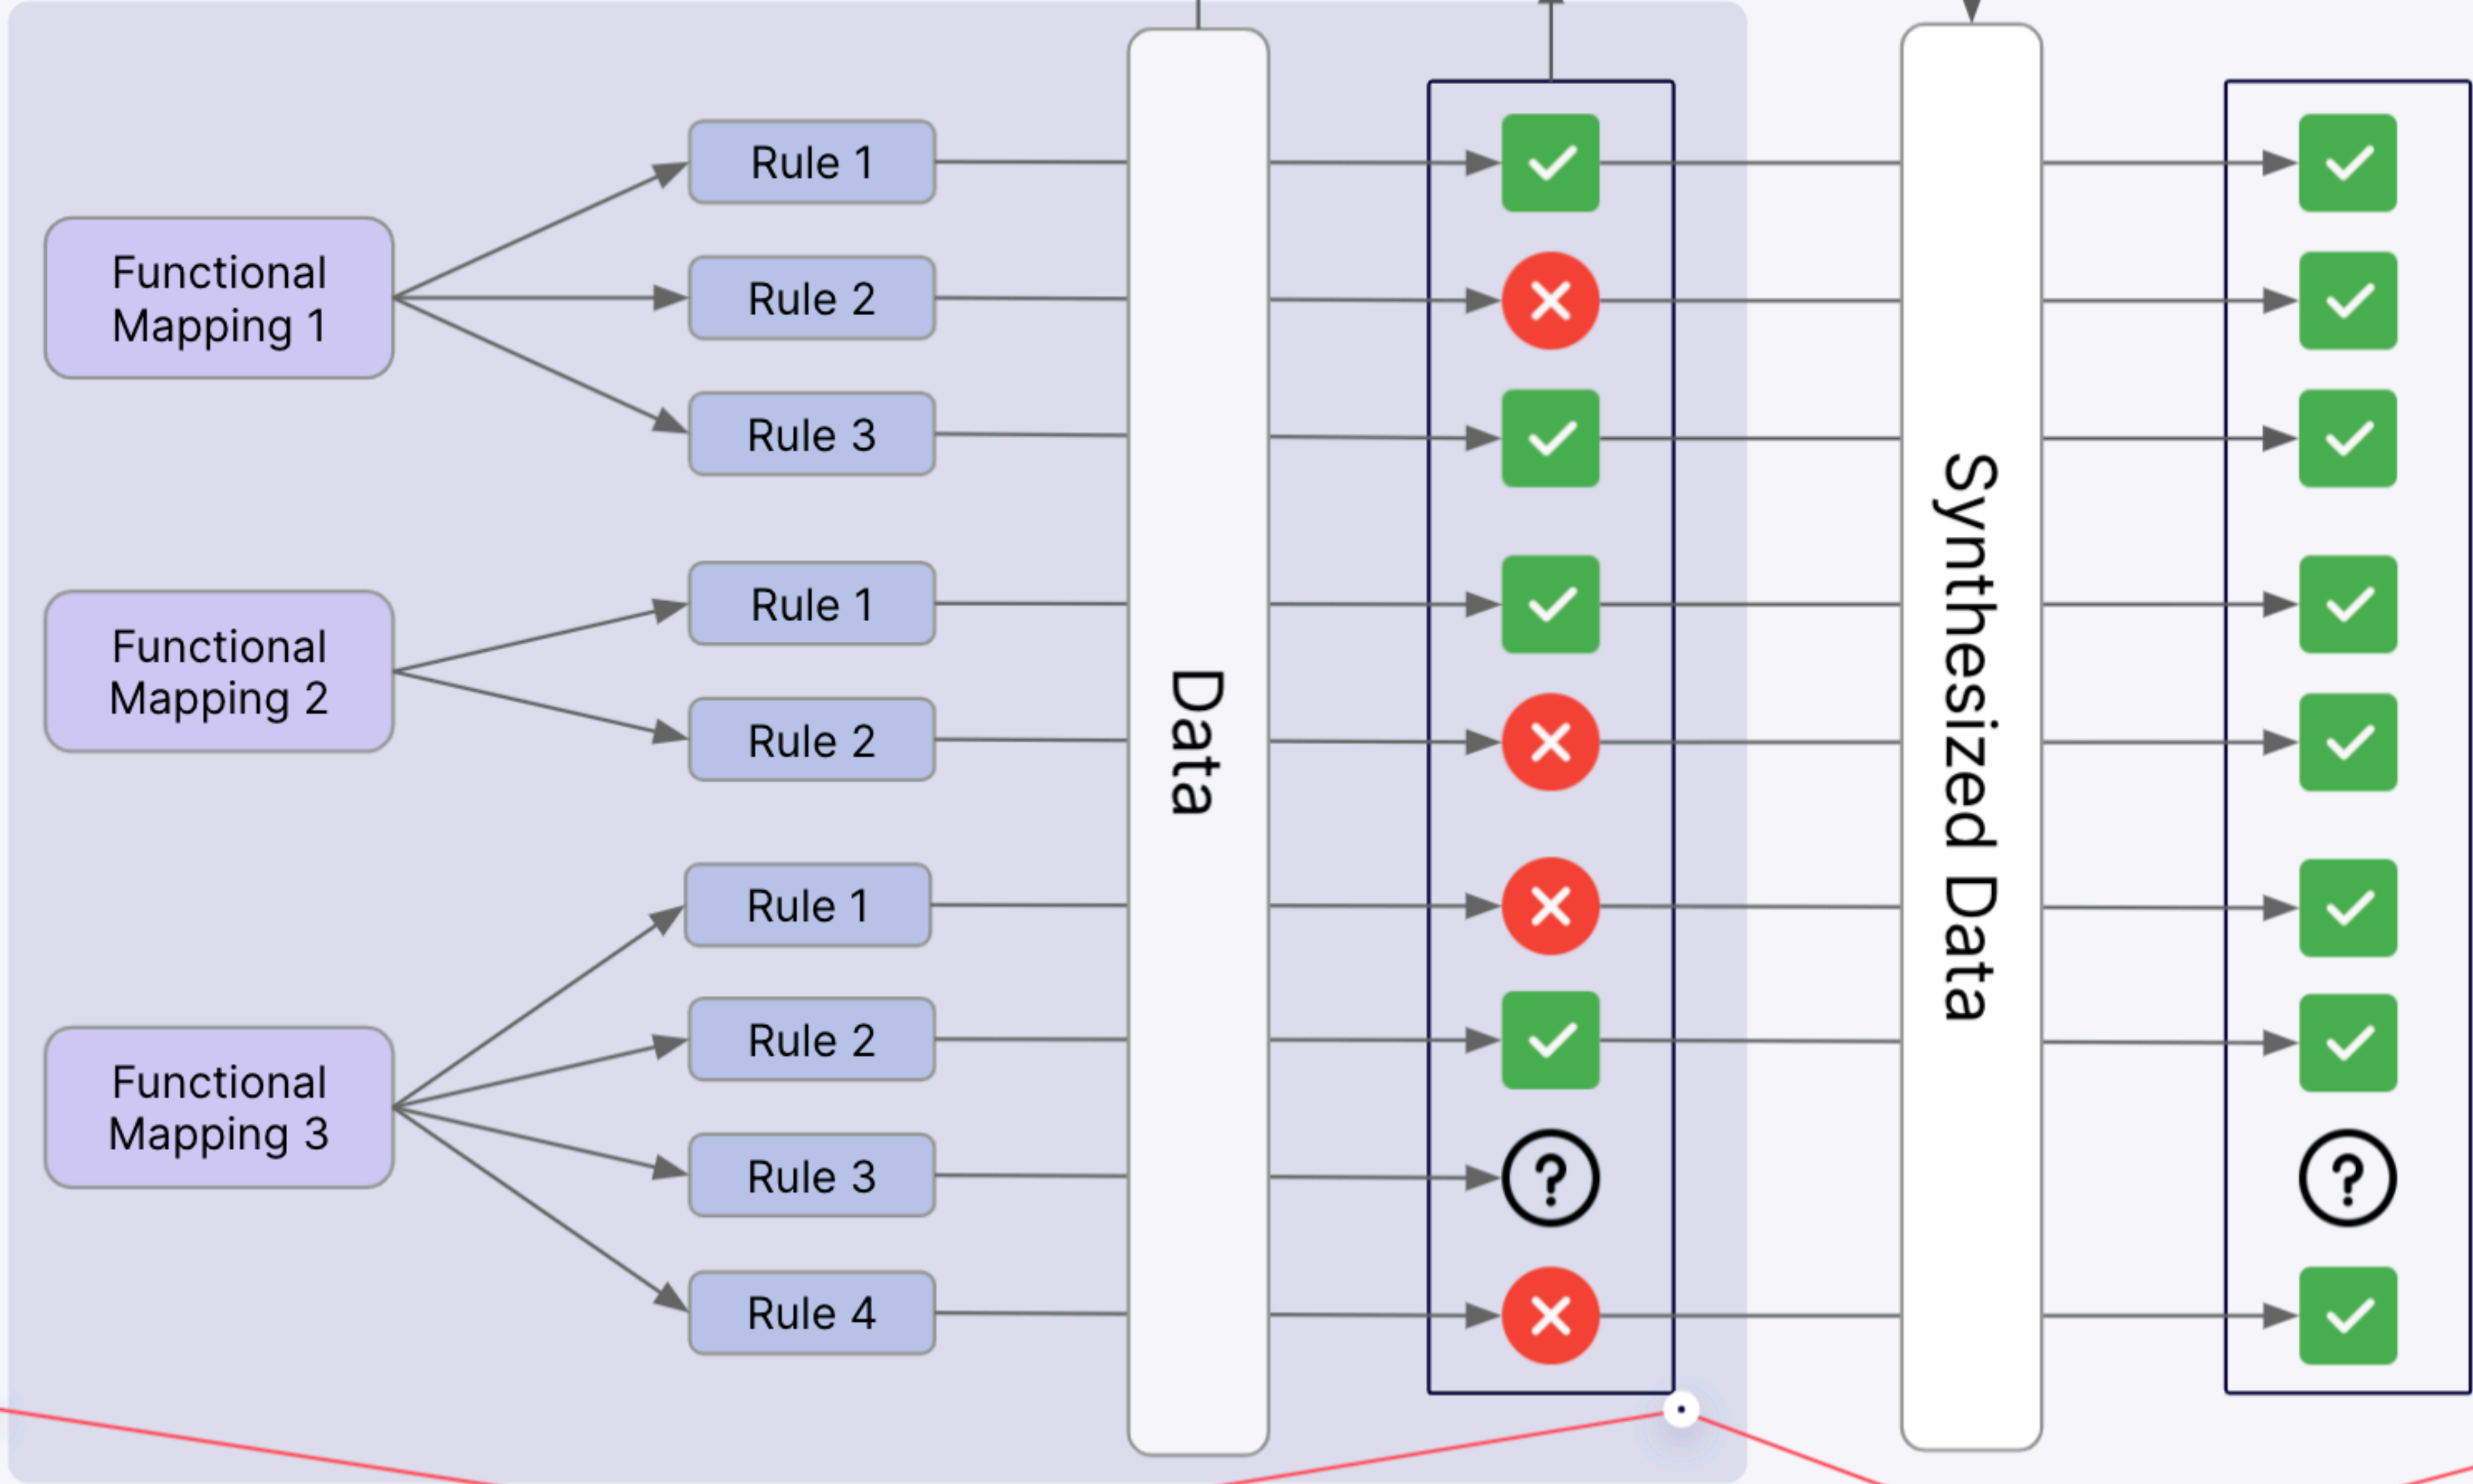 Functional
Mapping 1
Rule 1
Rule 2
Rule 3
Functional
Mapping 2
Rule 1
Rule 2
Functional
Mapping 3
Rule 1
Rule 2
Rule 3
Rule 4
Data
?
Synthesized Data
?